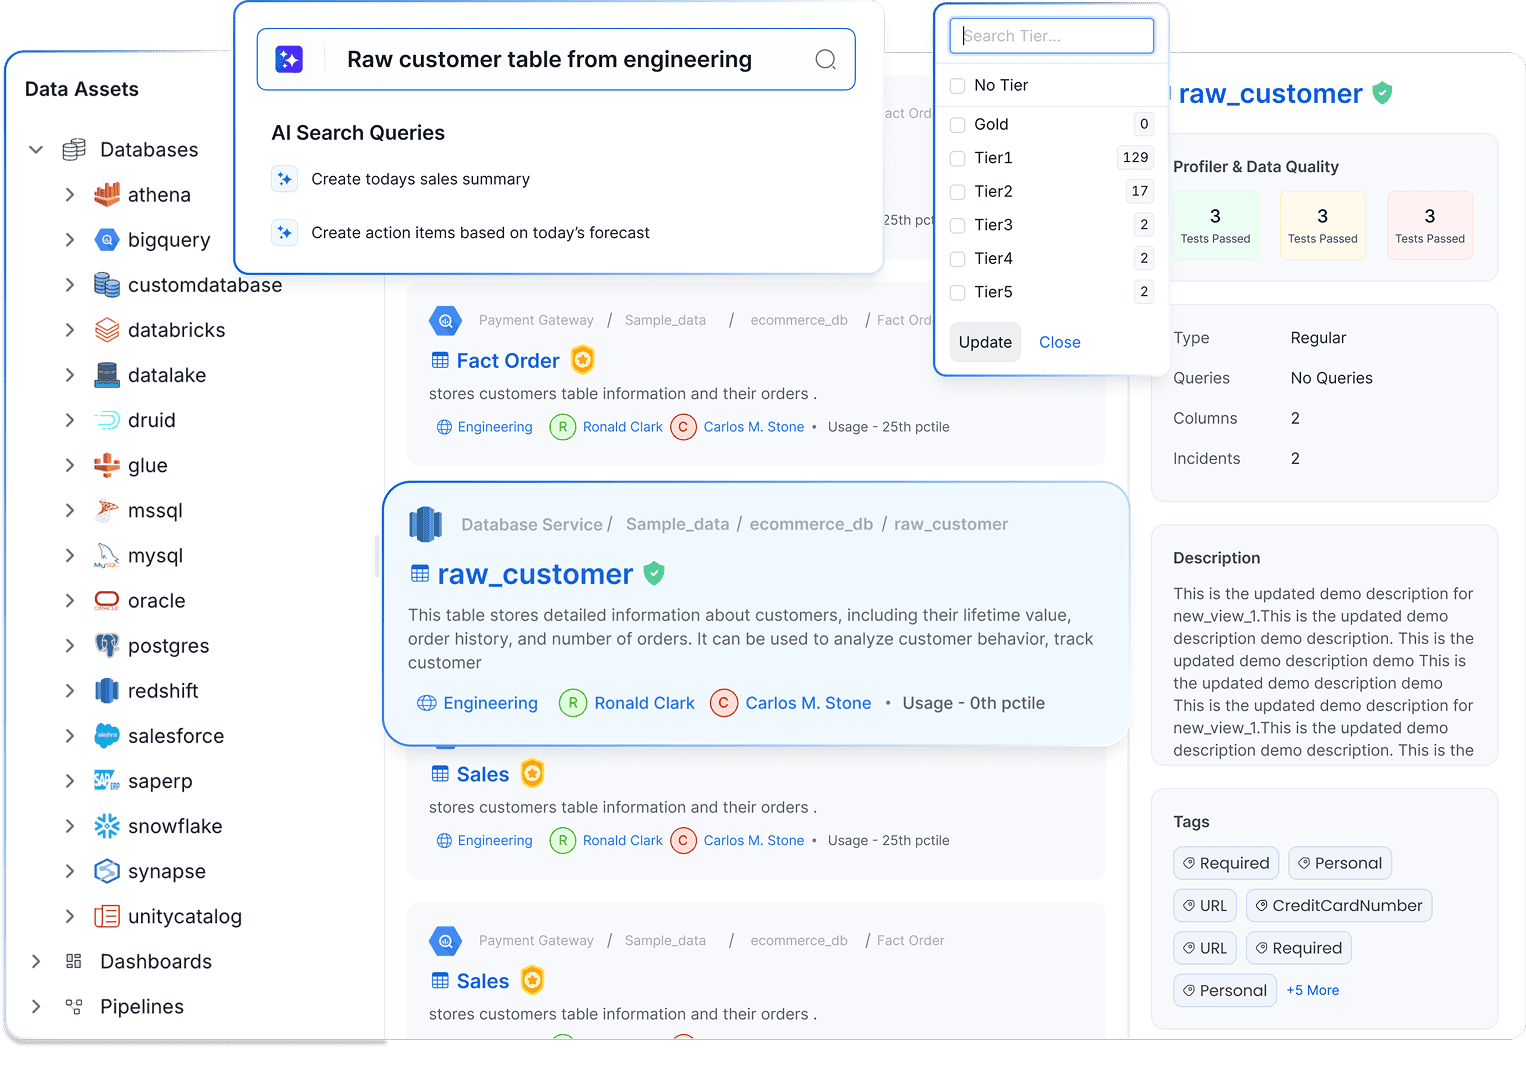 Data Assets
Databases
athena
bigquery
customdatabase
databricks
datalake
druid
glue
mssql
MySQL
mysql
ORACLE
oracle
postgres
redshift
salesforce
salesforce
SAP ERP
saperp
snowflake
synapse
unitycatalog
Dashboards
Pipelines
Raw customer table from engineering
AI Search Queries
Create todays sales summary
Create action items based on today’s forecast
act Ord
25th pct
Payment Gateway / Sample_data / ecommerce_db / Fact Orde
Fact Order
stores customers table information and their orders .
Engineering R Ronald Clark C Carlos M. Stone • Usage - 25th pctile
Database Service / Sample_data / ecommerce_db / raw_customer
raw_customer
This table stores detailed information about customers, including their lifetime value,
order history, and number of orders. It can be used to analyze customer behavior, track
customer
Engineering R Ronald Clark C Carlos M. Stone • Usage - 0th pctile
Sales
stores customers table information and their orders .
Engineering R Ronald Clark C Carlos M. Stone • Usage - 25th pctile
Payment Gateway / Sample_data / ecommerce_db / Fact Order
Sales
stores customers table information and their orders .
Search Tier...
No Tier
Gold 0
Tier1 129
Tier2 17
Tier3 2
Tier4 2
Tier5 2
Update Close
raw_customer
Profiler & Data Quality
3 3 3
Tests Passed Tests Passed Tests Passed
Type Regular
Queries No Queries
Columns 2
Incidents 2
Description
This is the updated demo description for
new_view_1.This is the updated demo
description demo description. This is the
updated demo description demo This is
the updated demo description demo
This is the updated demo description for
new_view_1.This is the updated demo
description demo description. This is the
Tags
Required Personal
URL CreditCardNumber
URL Required
Personal +5 More